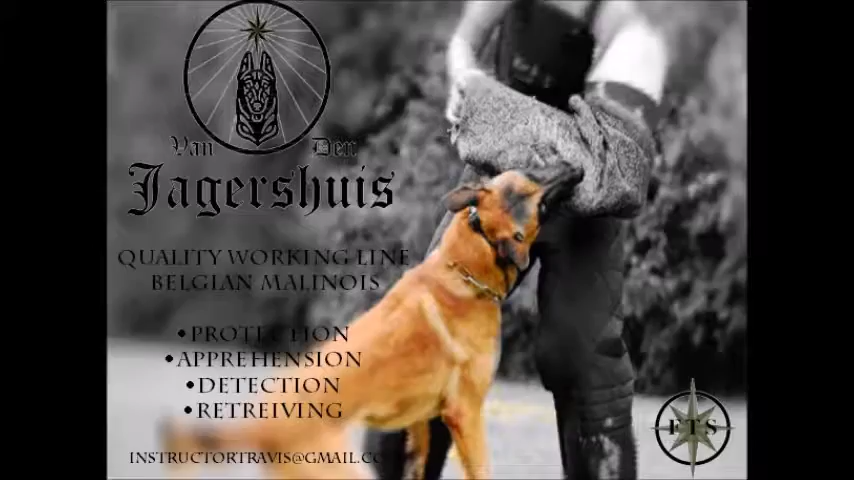 Van Den
Jagershuis
QUALITY WORKING LINE
BELGIAN MALINOIS
•PROTECTION
•APPREHENSION
•DETECTION
•RETREIVING
INSTRUCTORTRAVIS@GMAIL.CO
FTS